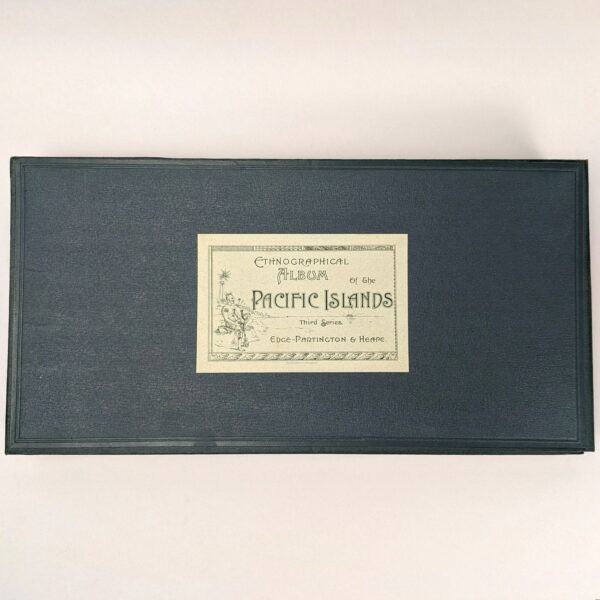 Ethnographical
Album
of the
Pacific Islands
Third Series.
Edge-Partington & Heape.